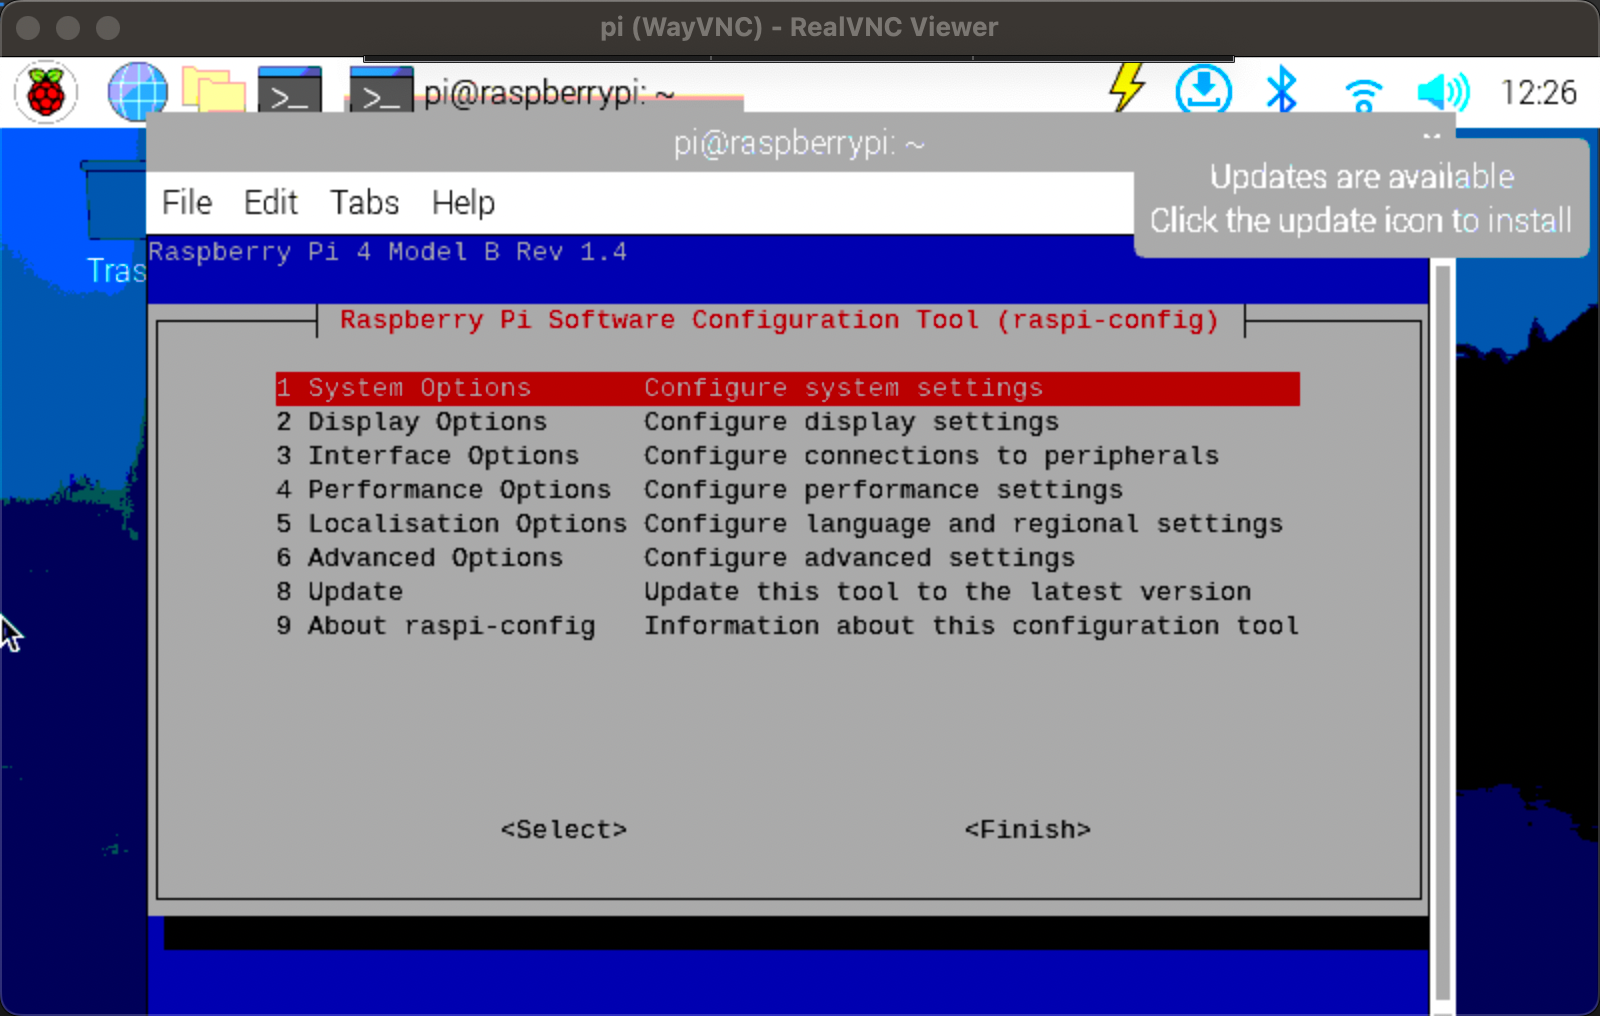 pi (WayVNC) - RealVNC Viewer
>_ >_ pi@raspberrypi: ~ 12:26
pi@raspberrypi: ~
Updates are available
Click the update icon to install
File Edit Tabs Help
Raspberry Pi 4 Model B Rev 1.4
Tras
Raspberry Pi Software Configuration Tool (raspi-config)
1 System Options Configure system settings
2 Display Options Configure display settings
3 Interface Options Configure connections to peripherals
4 Performance Options Configure performance settings
5 Localisation Options Configure language and regional settings
6 Advanced Options Configure advanced settings
8 Update Update this tool to the latest version
9 About raspi-config Information about this configuration tool
<Select> <Finish>